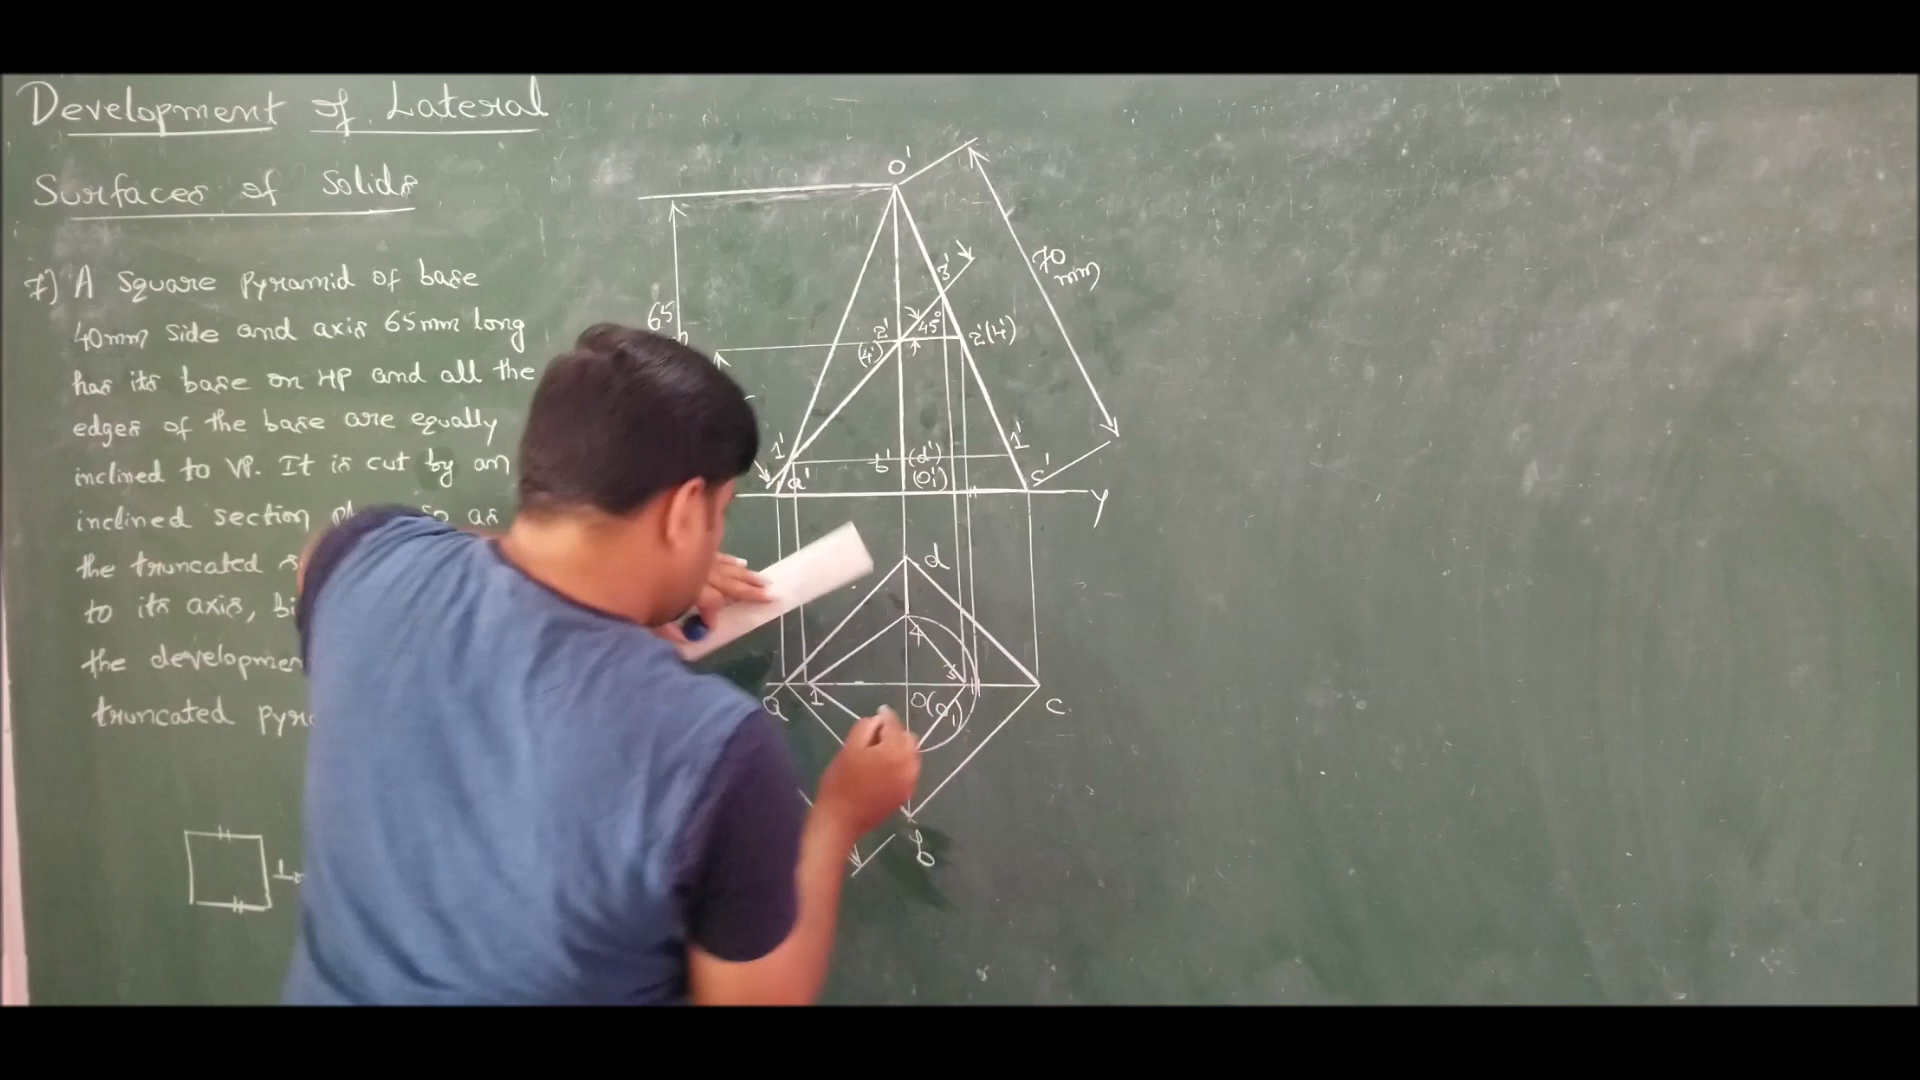 Development of Lateral
Surfaces of Solids
7) A Square Pyramid of base
40mm side and axis 65mm long
has its base on HP and all the
edges of the base are equally
inclined to VP. It is cut by an
inclined section so as
the truncated
to its axis,
the
truncated
O'
70
mm
3'
65
45°
2'
(4')
2'(4')
1'
1'
b'
(d')
(O₁')
a'
c'
Y
d
4
3
a
1
O(O₁)
c
b